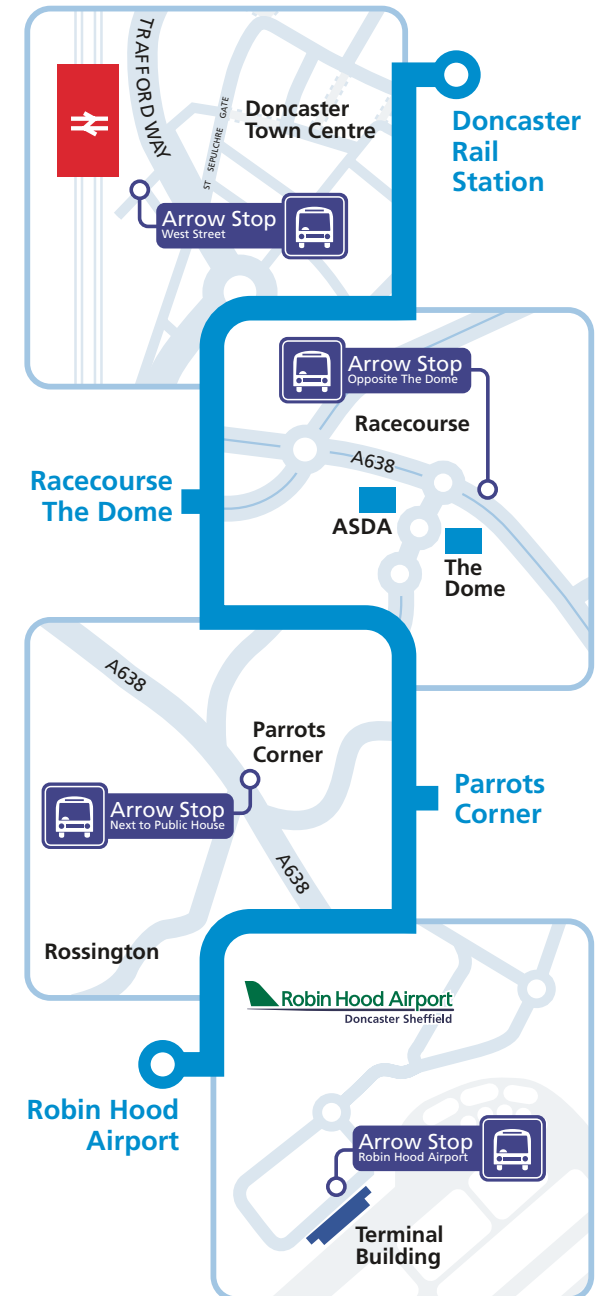 TRAFFORD WAY
ST SEPULCHRE GATE
Doncaster
Town Centre
Doncaster
Rail
Station
Arrow Stop
West Street
Arrow Stop
Opposite The Dome
Racecourse
A638
Racecourse
The Dome
ASDA
The
Dome
A638
Parrots
Corner
Parrots
Corner
Arrow Stop
Next to Public House
A638
Rossington
Robin Hood Airport
Doncaster Sheffield
Robin Hood
Airport
Arrow Stop
Robin Hood Airport
Terminal
Building